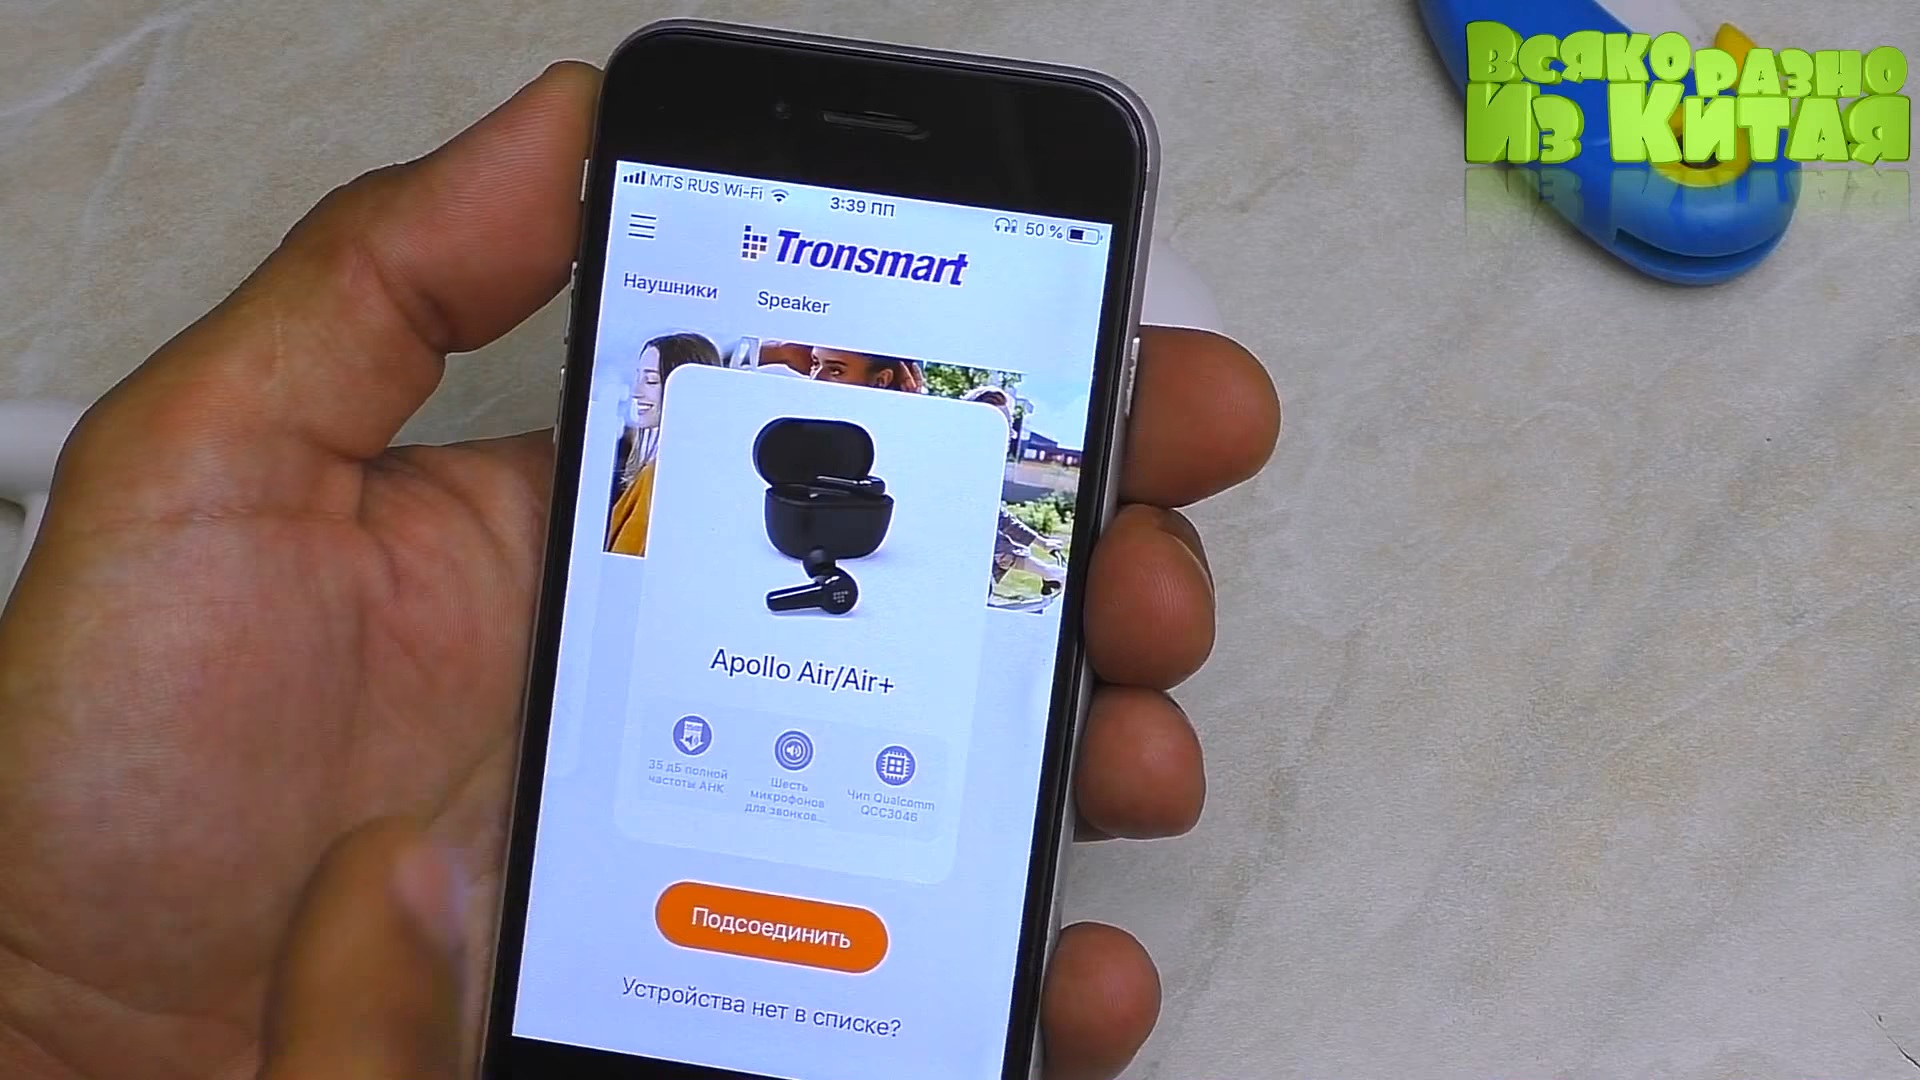 Всяко разно
Из Китая
MTS RUS Wi-Fi
3:39 ПП
50 %
Tronsmart
Наушники
Speaker
Apollo Air/Air+
35 дБ полной
частоты АНК
Шесть
микрофонов
для звонков...
Чип Qualcomm
QCC3046
Подсоединить
Устройства нет в списке?